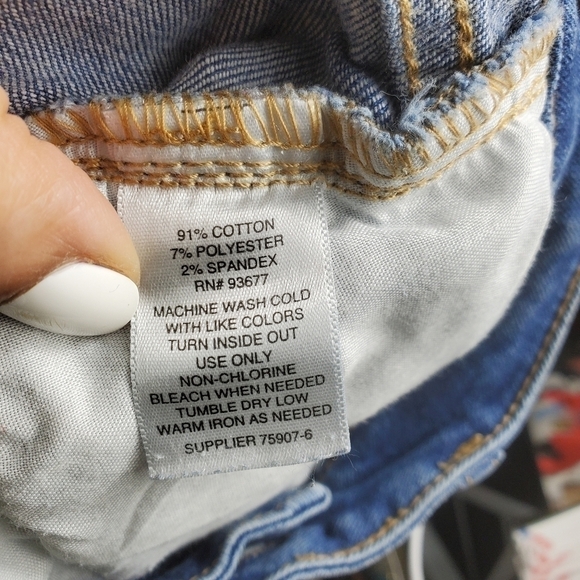 91% COTTON
7% POLYESTER
2% SPANDEX
RN# 93677
MACHINE WASH COLD
WITH LIKE COLORS
TURN INSIDE OUT
USE ONLY
NON-CHLORINE
BLEACH WHEN NEEDED
TUMBLE DRY LOW
WARM IRON AS NEEDED
SUPPLIER 75907-6